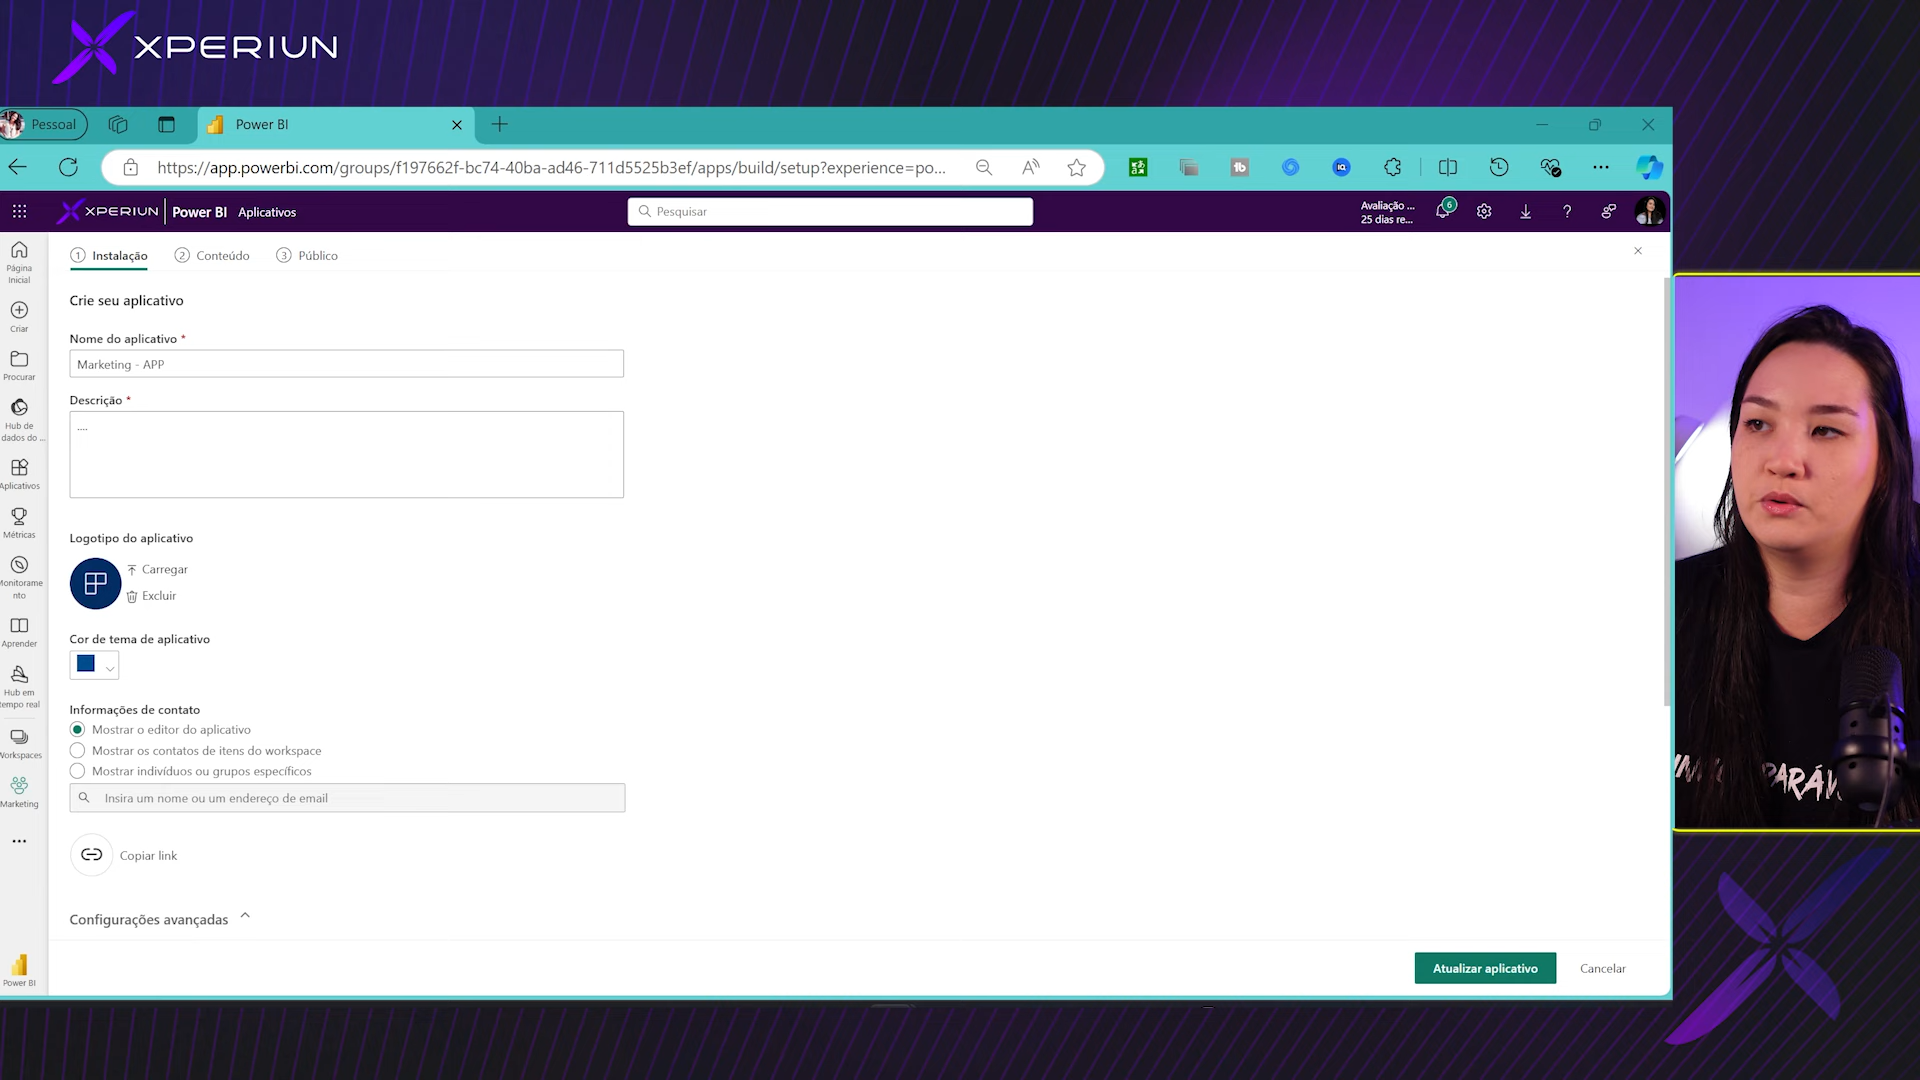 XPERIUN
Pessoal
Power BI
https://app.powerbi.com/groups/f197662f-bc74-40ba-ad46-711d5525b3ef/apps/build/setup?experience=po...
XPERIUN
Power BI
Aplicativos
Pesquisar
Avaliação ...
25 dias re...
6
1 Instalação
2 Conteúdo
3 Público
Página
Inicial
Criar
Procurar
Hub de
dados do ...
Aplicativos
Métricas
Monitorame
nto
Aprender
Hub em
tempo real
Workspaces
Marketing
Power BI
Crie seu aplicativo
Nome do aplicativo *
Marketing - APP
Descrição *
....
Logotipo do aplicativo
Carregar
Excluir
Cor de tema de aplicativo
Informações de contato
Mostrar o editor do aplicativo
Mostrar os contatos de itens do workspace
Mostrar indivíduos ou grupos específicos
Insira um nome ou um endereço de email
Copiar link
Configurações avançadas
Atualizar aplicativo
Cancelar